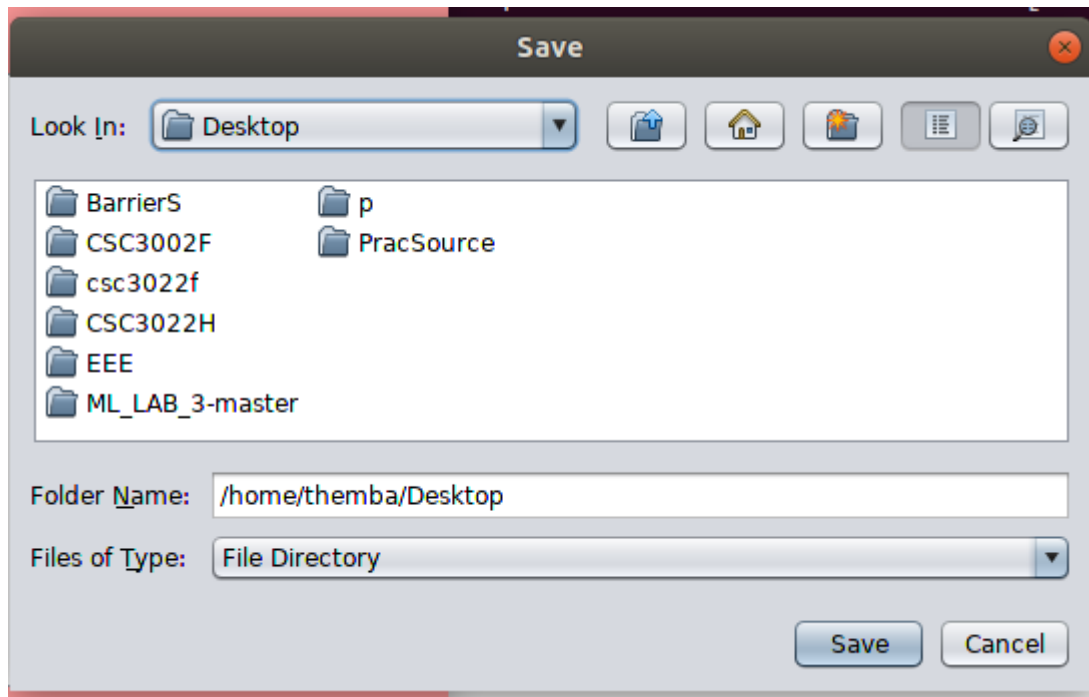 Save
Look In: Desktop
BarrierS
CSC3002F
csc3022f
CSC3022H
EEE
ML_LAB_3-master
p
PracSource
Folder Name: /home/themba/Desktop
Files of Type: File Directory
Save Cancel